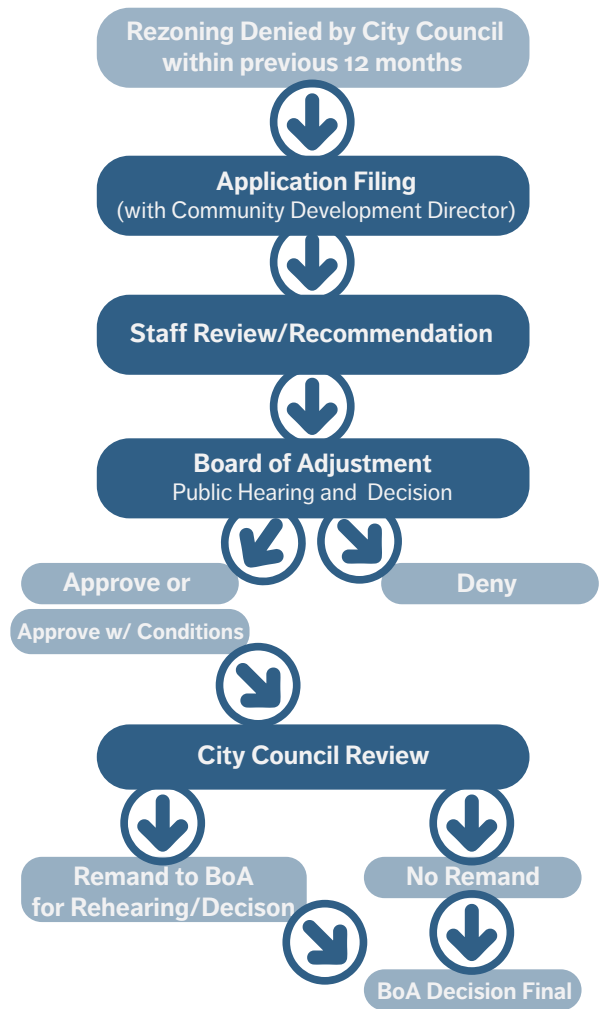 Rezoning Denied by City Council
within previous 12 months
Application Filing
(with Community Development Director)
Staff Review/Recommendation
Board of Adjustment
Public Hearing and Decision
Approve or
Deny
Approve w/ Conditions
City Council Review
Remand to BoA
for Rehearing/Decison
No Remand
BoA Decision Final